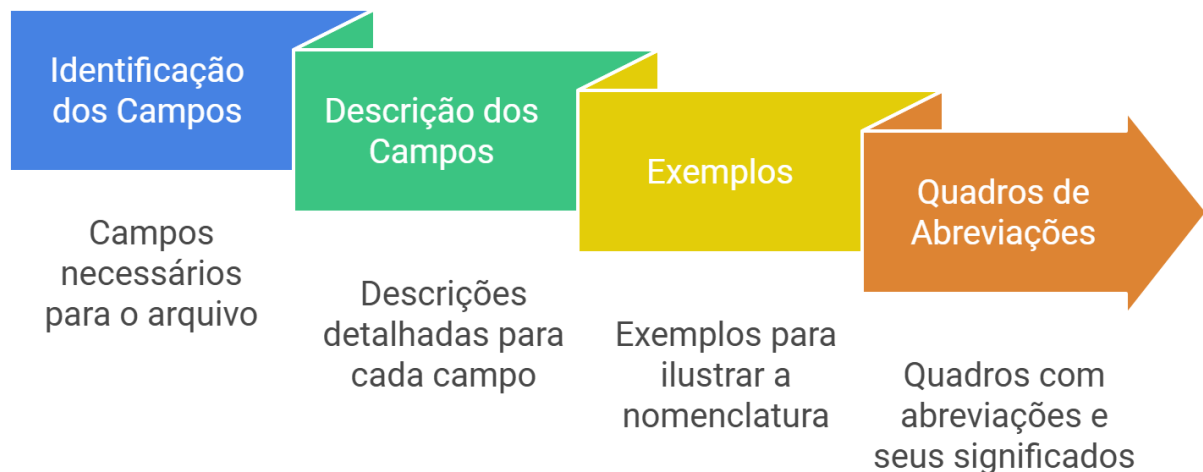 Identificação
dos Campos
Campos
necessários
para o arquivo
Descrição dos
Campos
Descrições
detalhadas para
cada campo
Exemplos
Exemplos para
ilustrar a
nomenclatura
Quadros de
Abreviações
Quadros com
abreviações e
seus significados